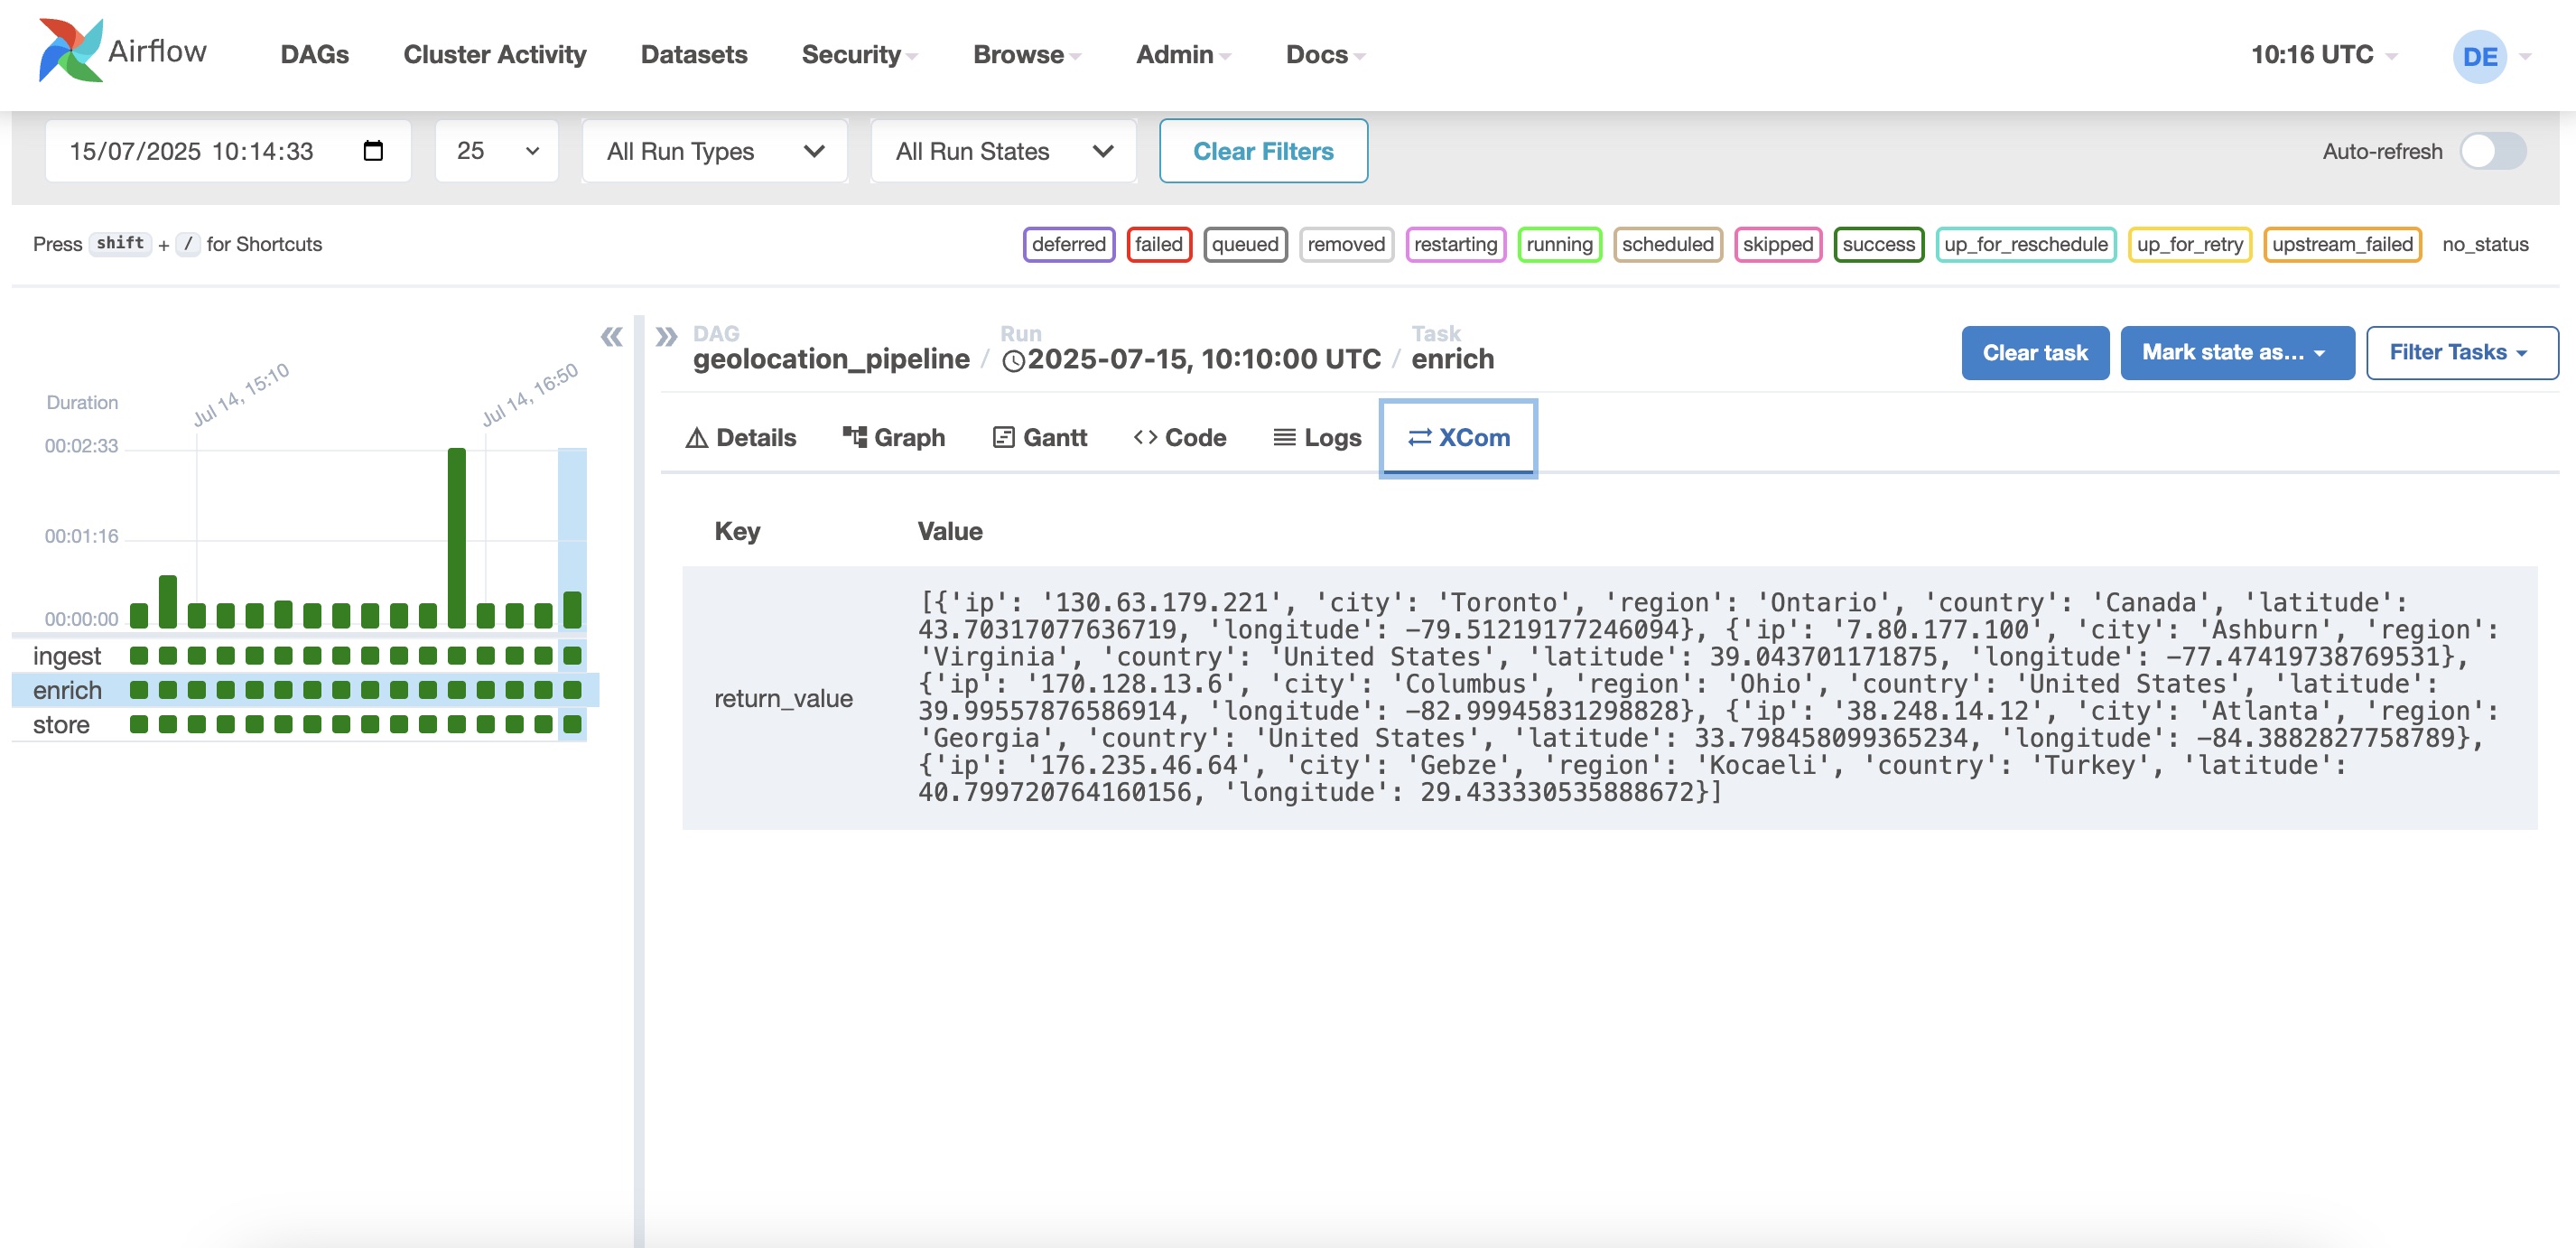 Airflow DAGs Cluster Activity Datasets Security Browse Admin Docs 10:16 UTC DE
15/07/2025 10:14:33 25 All Run Types All Run States Clear Filters Auto-refresh
Press shift + / for Shortcuts deferred failed queued removed restarting running scheduled skipped success up_for_reschedule up_for_retry upstream_failed no_status
DAG Run Task
geolocation_pipeline / 2025-07-15, 10:10:00 UTC / enrich
Clear task Mark state as... Filter Tasks
Jul 14, 15:10 Jul 14, 16:50
Duration
00:02:33
00:01:16
00:00:00
ingest
enrich
store
Details Graph Gantt Code Logs XCom
Key Value
return_value
[{'ip': '130.63.179.221', 'city': 'Toronto', 'region': 'Ontario', 'country': 'Canada', 'latitude':
43.70317077636719, 'longitude': -79.51219177246094}, {'ip': '7.80.177.100', 'city': 'Ashburn', 'region':
'Virginia', 'country': 'United States', 'latitude': 39.043701171875, 'longitude': -77.47419738769531},
{'ip': '170.128.13.6', 'city': 'Columbus', 'region': 'Ohio', 'country': 'United States', 'latitude':
39.99557876586914, 'longitude': -82.99945831298828}, {'ip': '38.248.14.12', 'city': 'Atlanta', 'region':
'Georgia', 'country': 'United States', 'latitude': 33.798458099365234, 'longitude': -84.3882827758789},
{'ip': '176.235.46.64', 'city': 'Gebze', 'region': 'Kocaeli', 'country': 'Turkey', 'latitude':
40.799720764160156, 'longitude': 29.433330535888672}]